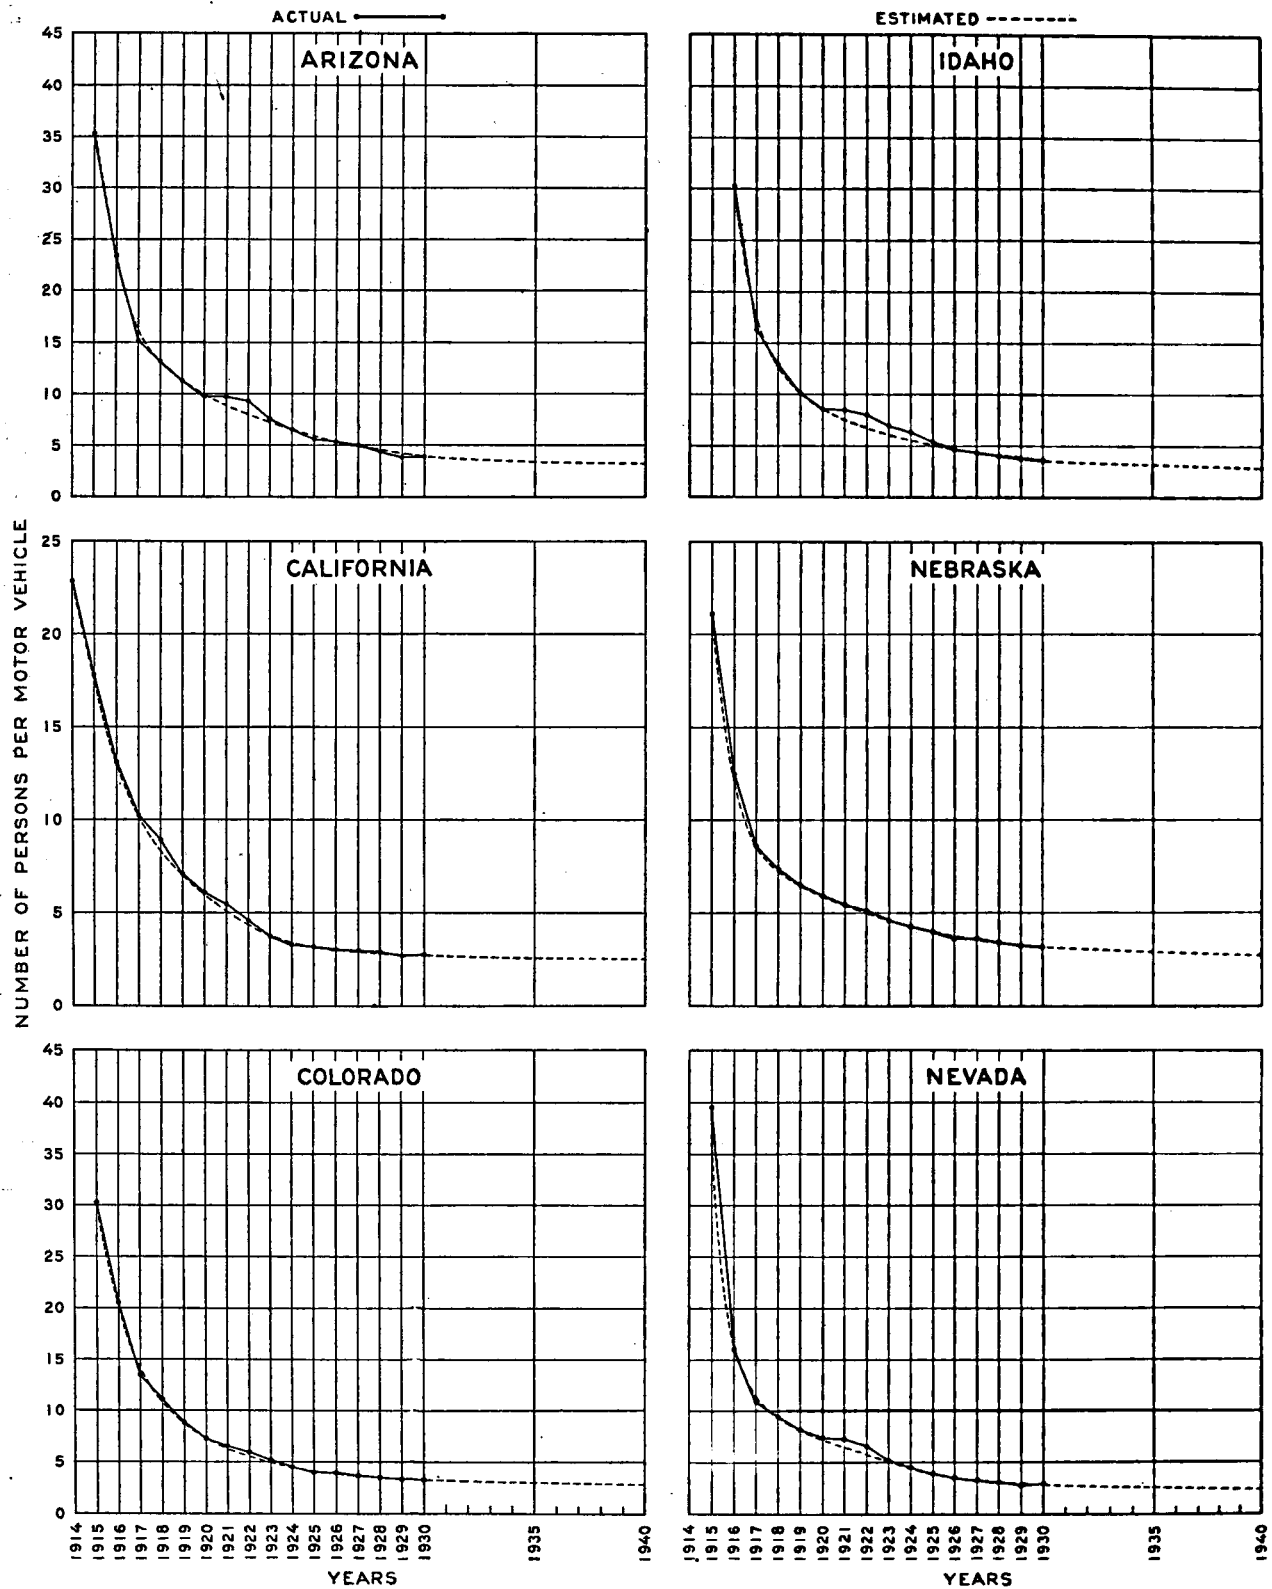 ACTUAL
ESTIMATED
ARIZONA
45
40
35
30
25
20
15
10
5
0
IDAHO
NUMBER OF PERSONS PER MOTOR VEHICLE
CALIFORNIA
25
20
15
10
5
0
NEBRASKA
COLORADO
45
40
35
30
25
20
15
10
5
0
1914 1915 1916 1917 1918 1919 1920 1921 1922 1923 1924 1925 1926 1927 1928 1929 1930 1935 1940
YEARS
NEVADA
1914 1915 1916 1917 1918 1919 1920 1921 1922 1923 1924 1925 1926 1927 1928 1929 1930 1935 1940
YEARS